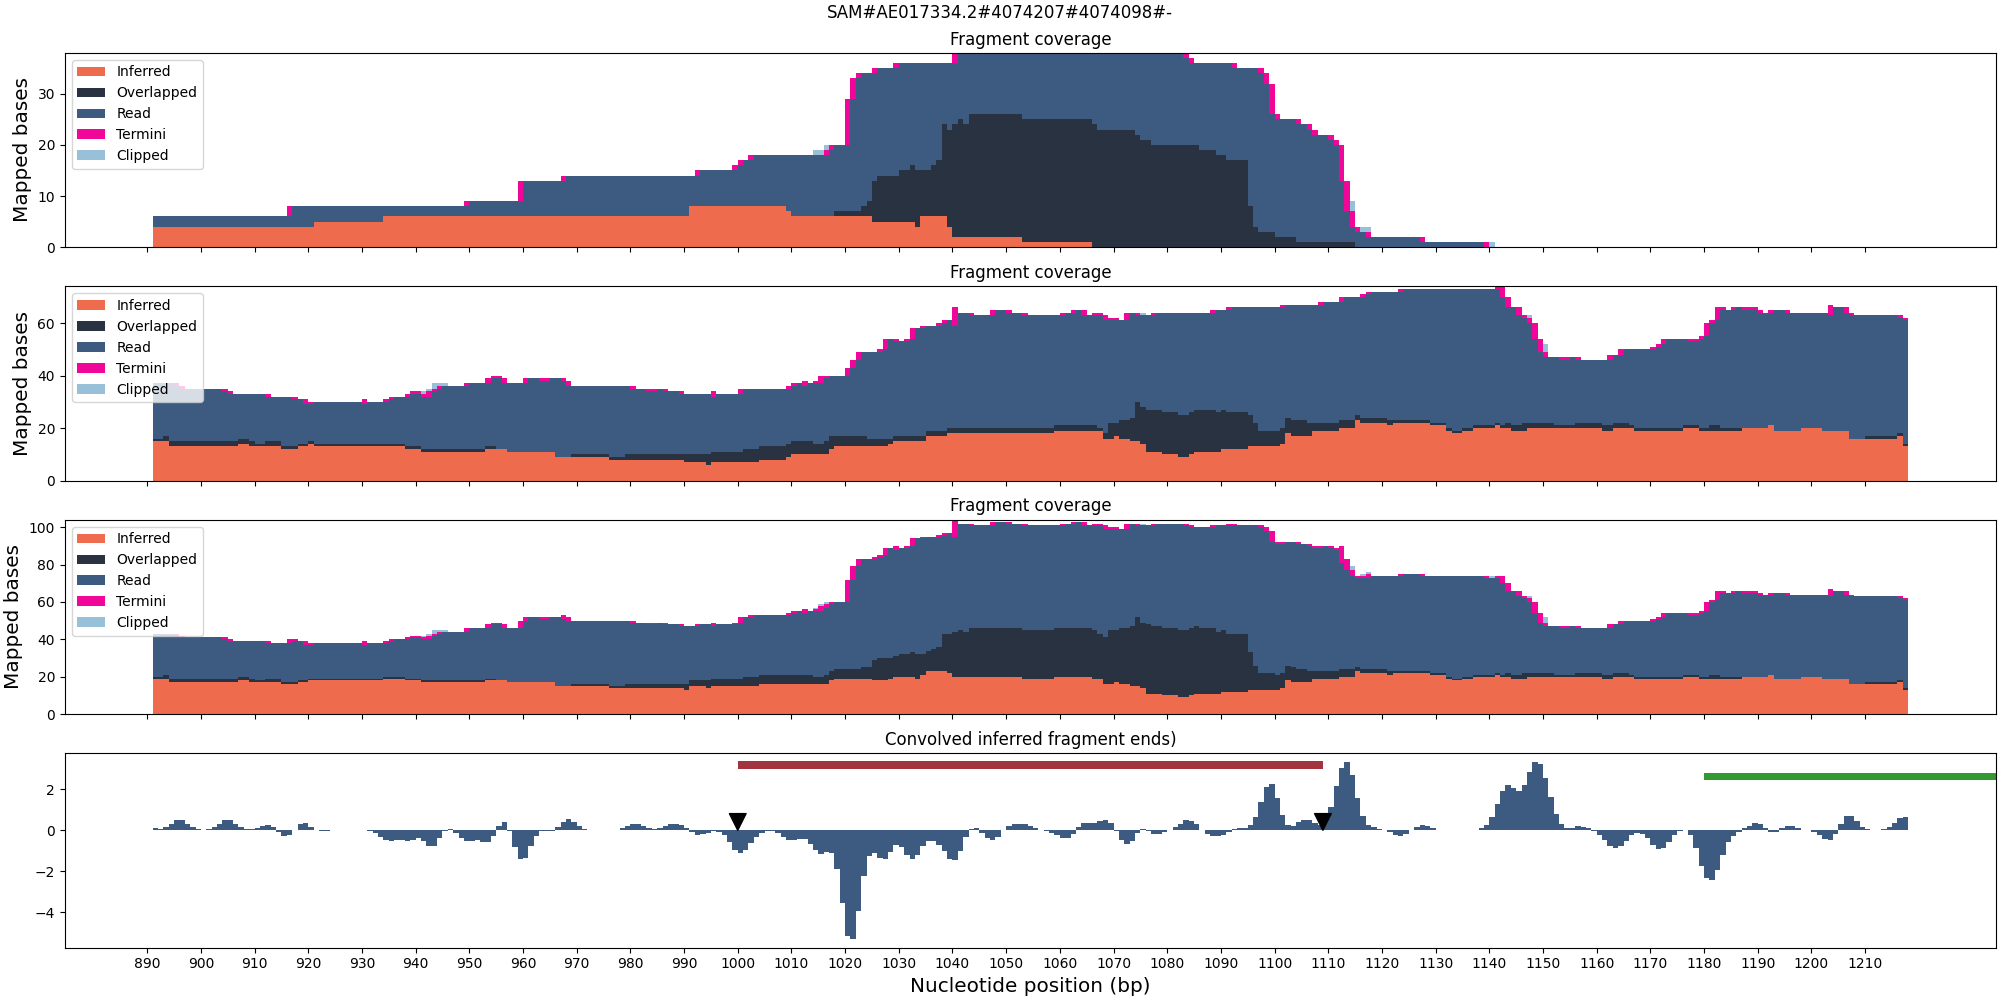 SAM#AE017334.2#4074207#4074098#-
Fragment coverage
Mapped bases
30
20
10
0
Inferred
Overlapped
Read
Termini
Clipped
Fragment coverage
Mapped bases
60
40
20
0
Inferred
Overlapped
Read
Termini
Clipped
Fragment coverage
Mapped bases
100
80
60
40
20
0
Inferred
Overlapped
Read
Termini
Clipped
Convolved inferred fragment ends)
2
0
−2
−4
890 900 910 920 930 940 950 960 970 980 990 1000 1010 1020 1030 1040 1050 1060 1070 1080 1090 1100 1110 1120 1130 1140 1150 1160 1170 1180 1190 1200 1210
Nucleotide position (bp)